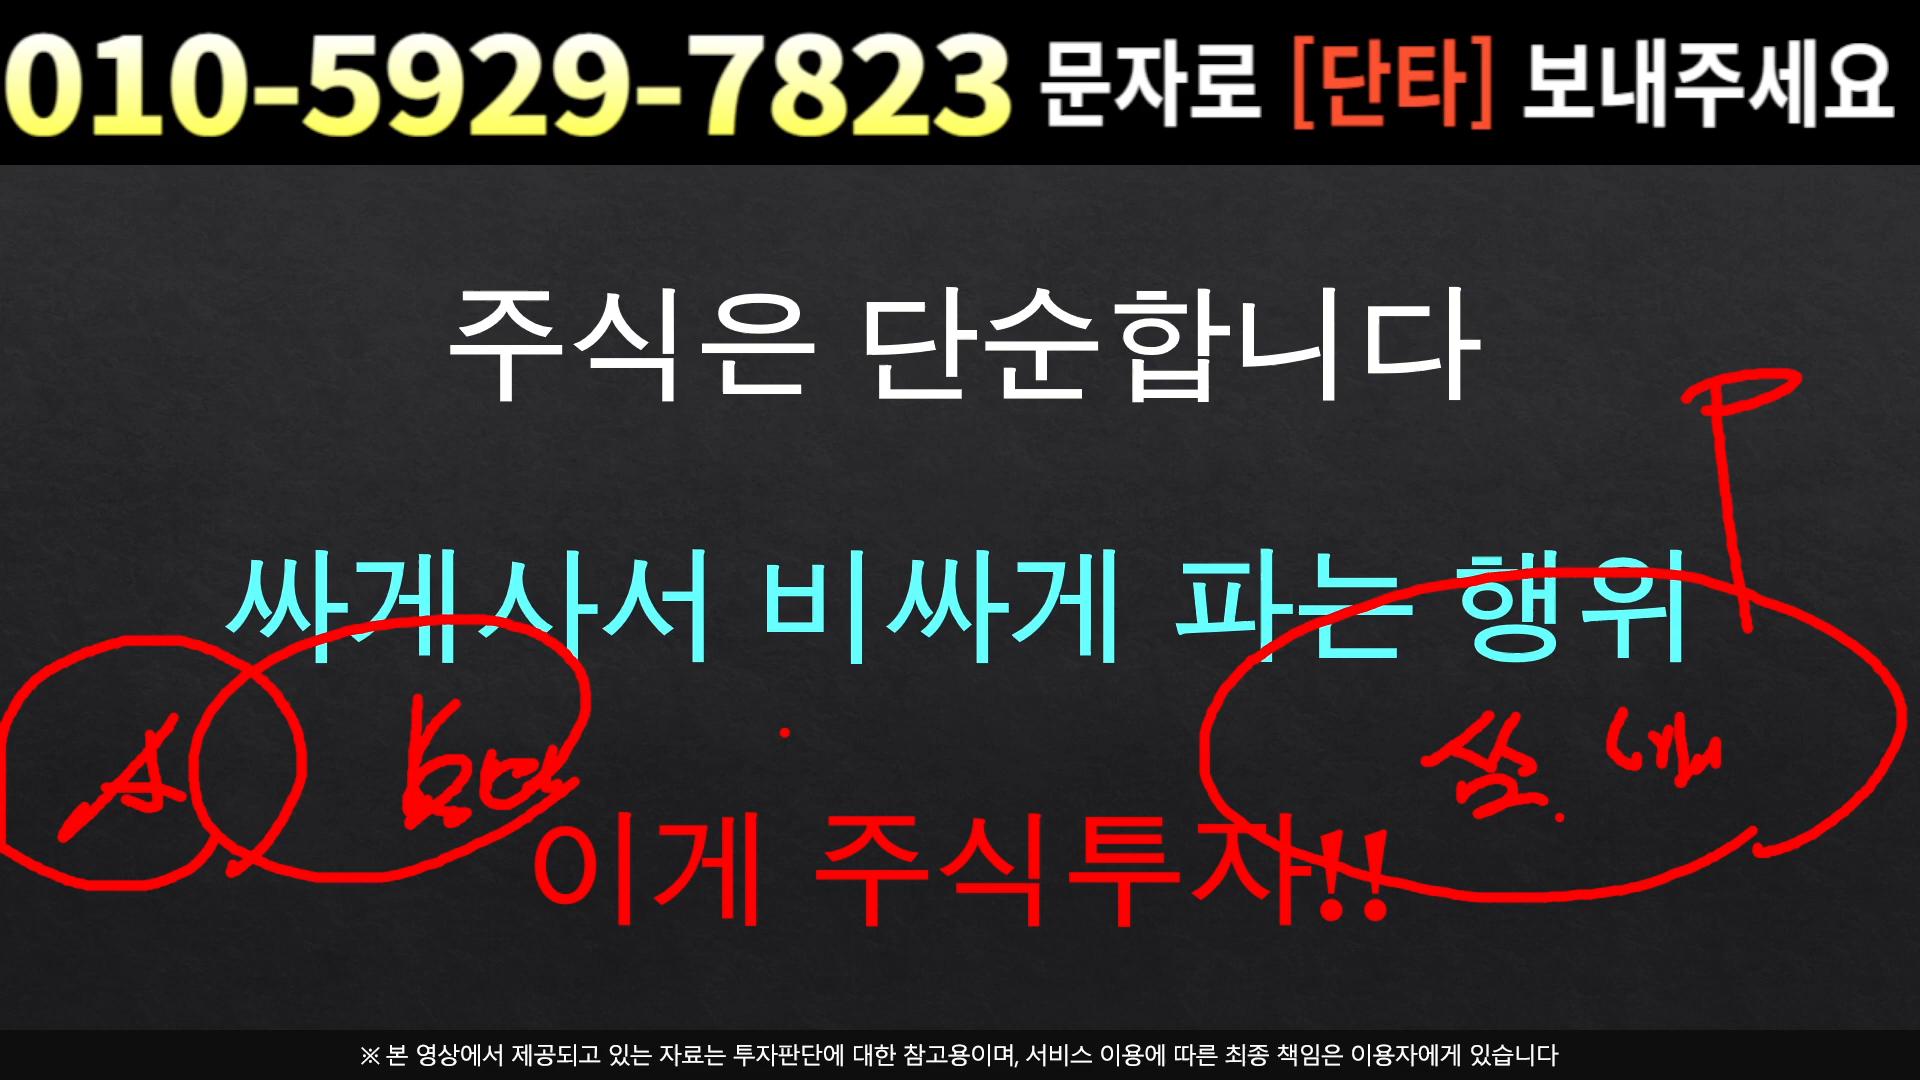 010-5929-7823 문자로 [단타] 보내주세요
주식은 단순합니다
싸게사서 비싸게 파는 행위
이게 주식투자!!
※ 본 영상에서 제공되고 있는 자료는 투자판단에 대한 참고용이며, 서비스 이용에 따른 최종 책임은 이용자에게 있습니다